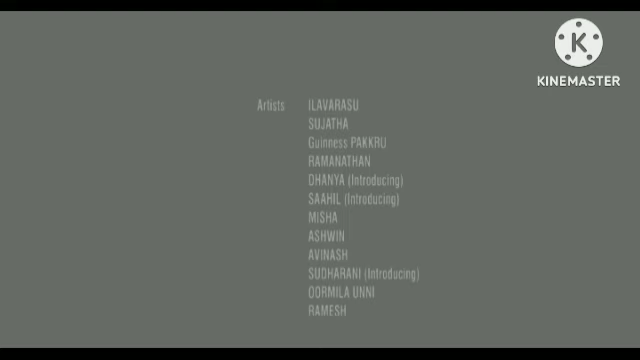 KINEMASTER
Artists ILAVARASU
SUJATHA
Guinness PAKKRU
RAMANATHAN
DHANYA (Introducing)
SAAHIL (Introducing)
MISHA
ASHWIN
AVINASH
SUDHARANI (Introducing)
OORMILA UNNI
RAMESH